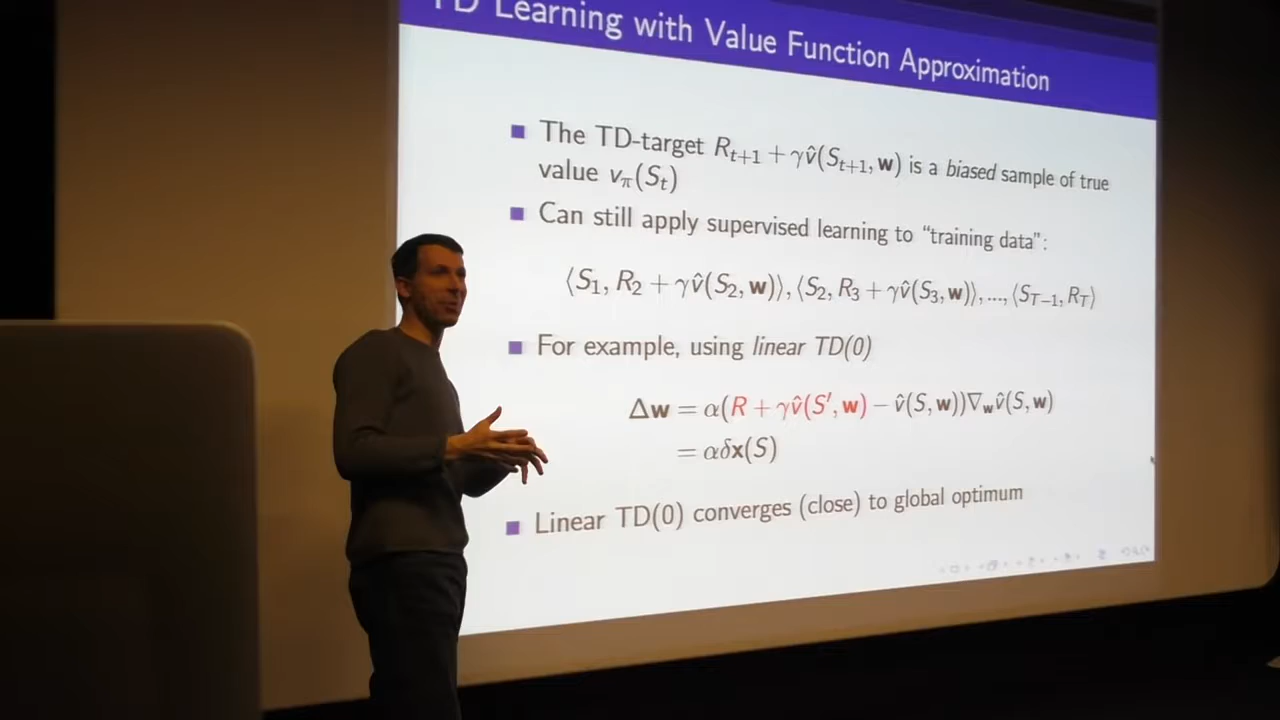 TD Learning with Value Function Approximation
The TD-target R_{t+1} + γv̂(S_{t+1}, w) is a biased sample of true
value v_π(S_t)
Can still apply supervised learning to “training data”:
⟨S_1, R_2 + γv̂(S_2, w)⟩, ⟨S_2, R_3 + γv̂(S_3, w)⟩, ..., ⟨S_{T−1}, R_T⟩
For example, using linear TD(0)
Δw = α(R + γv̂(S′, w) − v̂(S, w))∇_w v̂(S, w)
= αδx(S)
Linear TD(0) converges (close) to global optimum